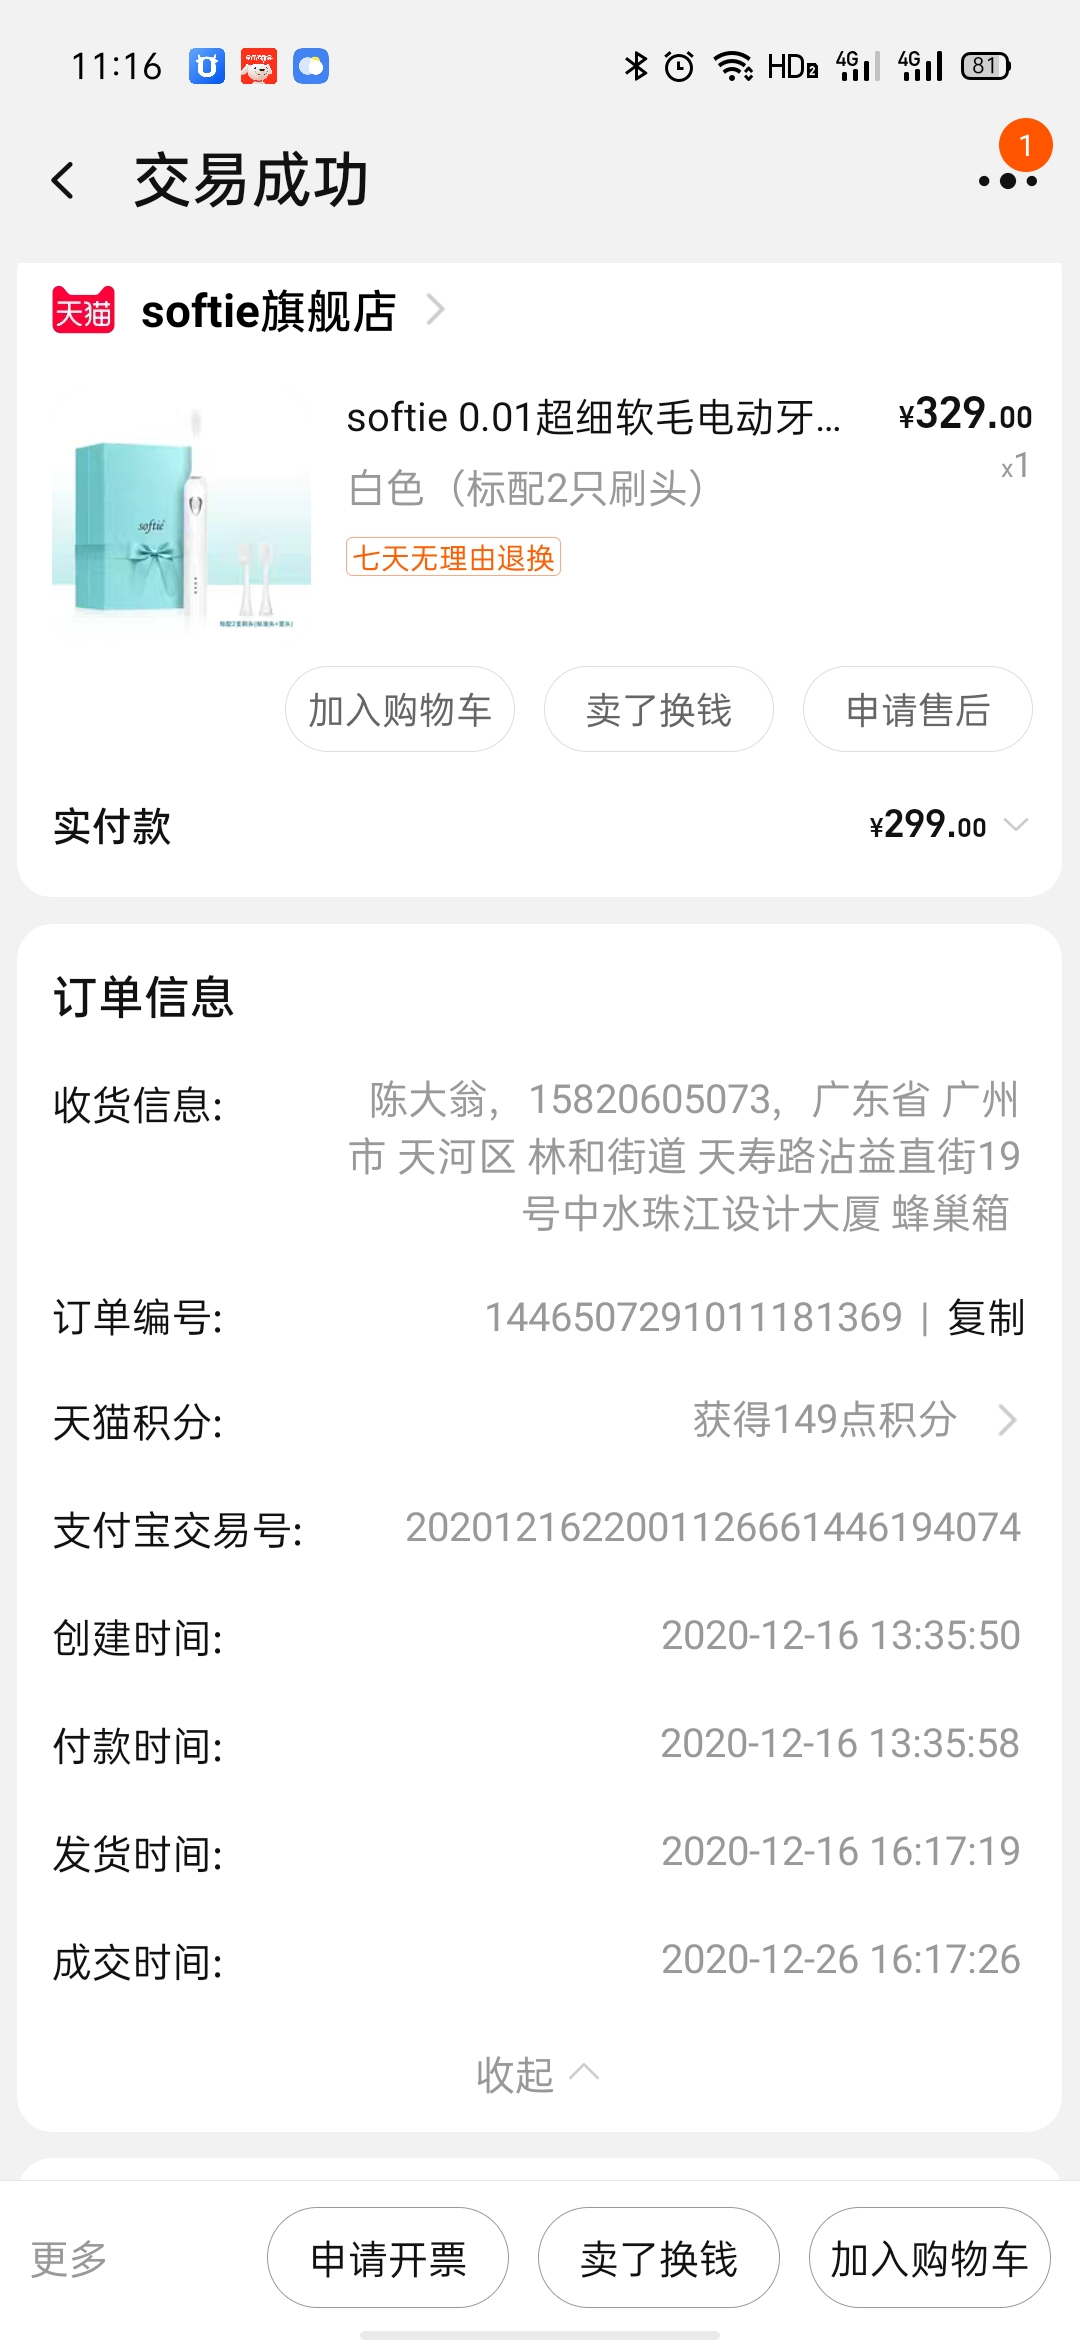 11:16
HD2 4G 4G 81
交易成功
1
天猫 softie旗舰店
softie 0.01超细软毛电动牙... ¥329.00
白色（标配2只刷头） x1
七天无理由退换
softie
加入购物车 卖了换钱 申请售后
实付款 ¥299.00
订单信息
收货信息: 陈大翁，15820605073，广东省 广州
市 天河区 林和街道 天寿路沾益直街19
号中水珠江设计大厦 蜂巢箱
订单编号: 1446507291011181369 | 复制
天猫积分: 获得149点积分
支付宝交易号: 2020121622001126661446194074
创建时间: 2020-12-16 13:35:50
付款时间: 2020-12-16 13:35:58
发货时间: 2020-12-16 16:17:19
成交时间: 2020-12-26 16:17:26
收起
更多 申请开票 卖了换钱 加入购物车